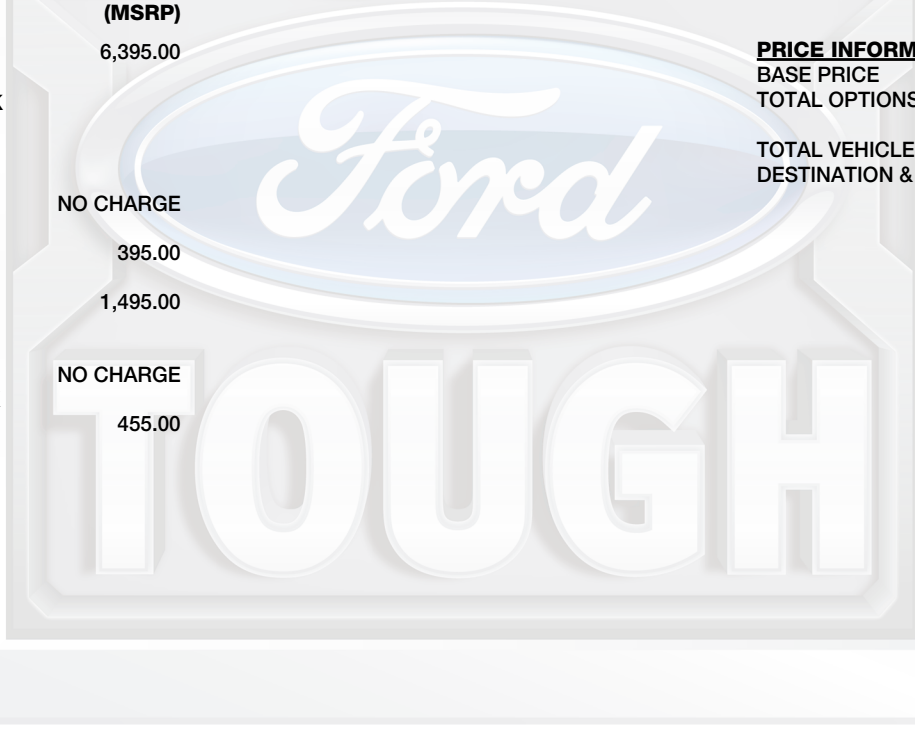 (MSRP)
6,395.00
NO CHARGE
395.00
1,495.00
NO CHARGE
455.00
PRICE INFORM
BASE PRICE
TOTAL OPTIONS
TOTAL VEHICLE
DESTINATION &
Ford
TOUGH